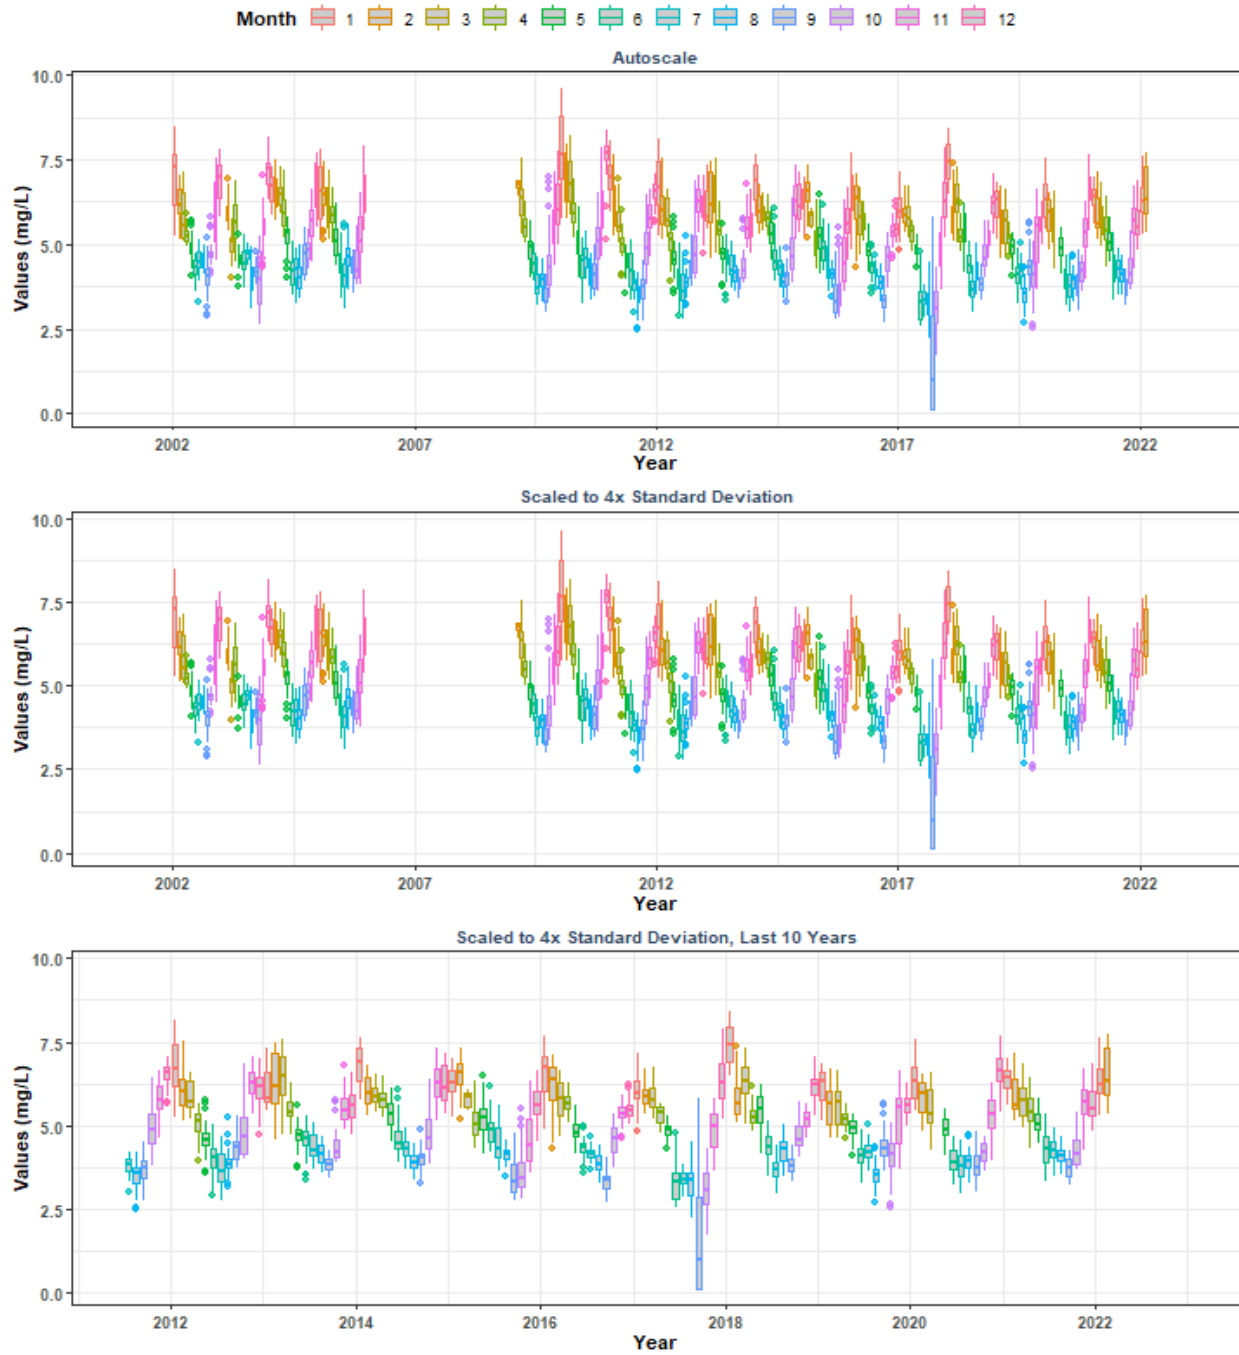 Month 1 2 3 4 5 6 7 8 9 10 11 12
Autoscale
10.0
7.5
5.0
2.5
0.0
Values (mg/L)
2002 2007 2012 2017 2022
Year
Scaled to 4x Standard Deviation
10.0
7.5
5.0
2.5
0.0
Values (mg/L)
2002 2007 2012 2017 2022
Year
Scaled to 4x Standard Deviation, Last 10 Years
10.0
7.5
5.0
2.5
0.0
Values (mg/L)
2012 2014 2016 2018 2020 2022
Year